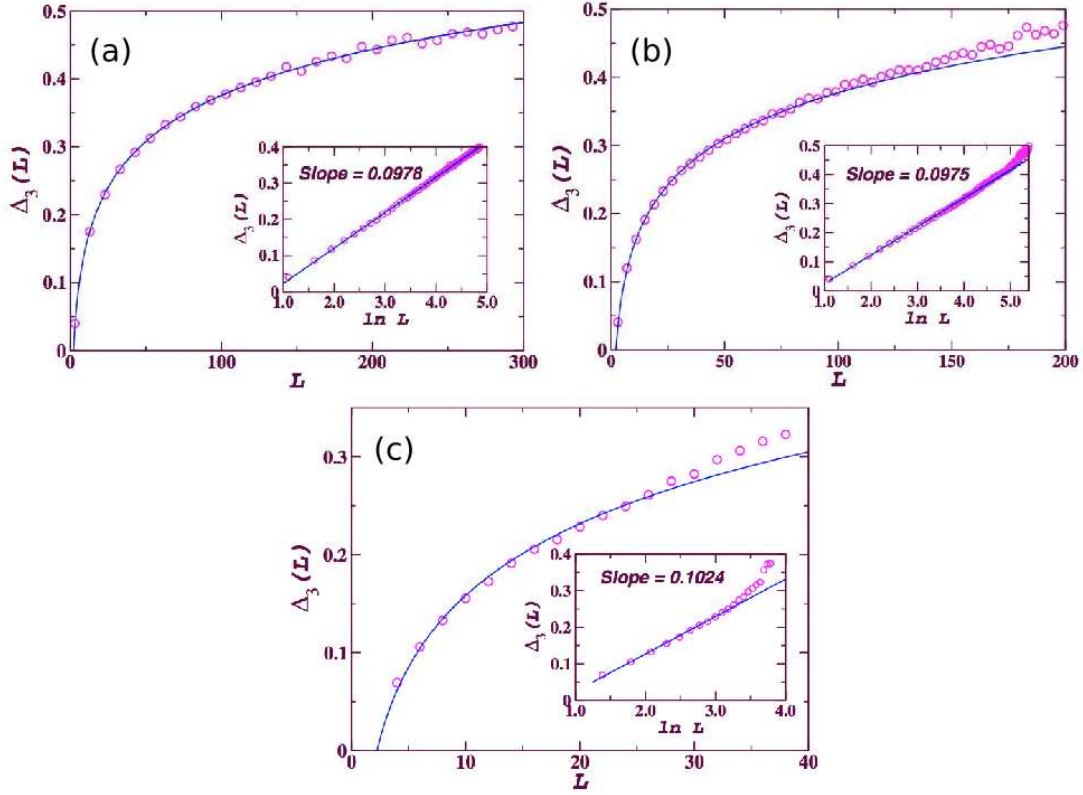 (a)
0.5
0.4
0.3
0.2
0.1
0
Δ3(L)
0 100 200 300
L
Slope = 0.0978
0.4
0.3
0.2
0.1
0
Δ3(L)
1.0 2.0 3.0 4.0 5.0
ln L
(b)
0.5
0.4
0.3
0.2
0.1
0
Δ3(L)
0 50 100 150 200
L
Slope = 0.0975
0.5
0.4
0.3
0.2
0.1
0
Δ3(L)
1.0 2.0 3.0 4.0 5.0
ln L
(c)
0.3
0.2
0.1
0
Δ3(L)
0 10 20 30 40
L
Slope = 0.1024
0.4
0.3
0.2
0.1
0
Δ3(L)
1.0 2.0 3.0 4.0
ln L